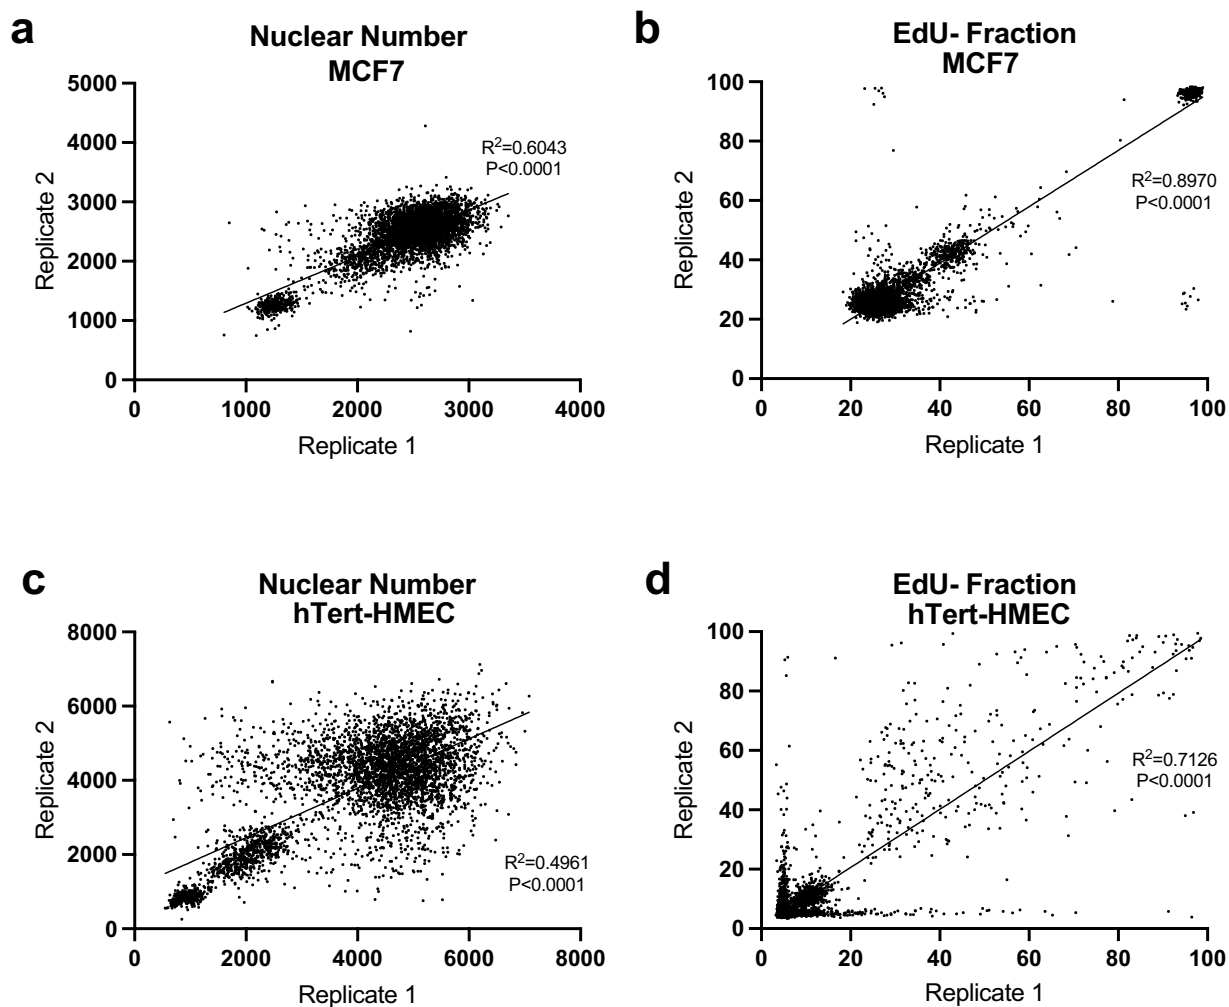 a
Nuclear Number
MCF7
5000
4000
3000
2000
1000
0
Replicate 2
R²=0.6043
P<0.0001
0 1000 2000 3000 4000
Replicate 1
b
EdU- Fraction
MCF7
100
80
60
40
20
0
Replicate 2
R²=0.8970
P<0.0001
0 20 40 60 80 100
Replicate 1
c
Nuclear Number
hTert-HMEC
8000
6000
4000
2000
0
Replicate 2
R²=0.4961
P<0.0001
0 2000 4000 6000 8000
Replicate 1
d
EdU- Fraction
hTert-HMEC
100
80
60
40
20
0
Replicate 2
R²=0.7126
P<0.0001
0 20 40 60 80 100
Replicate 1